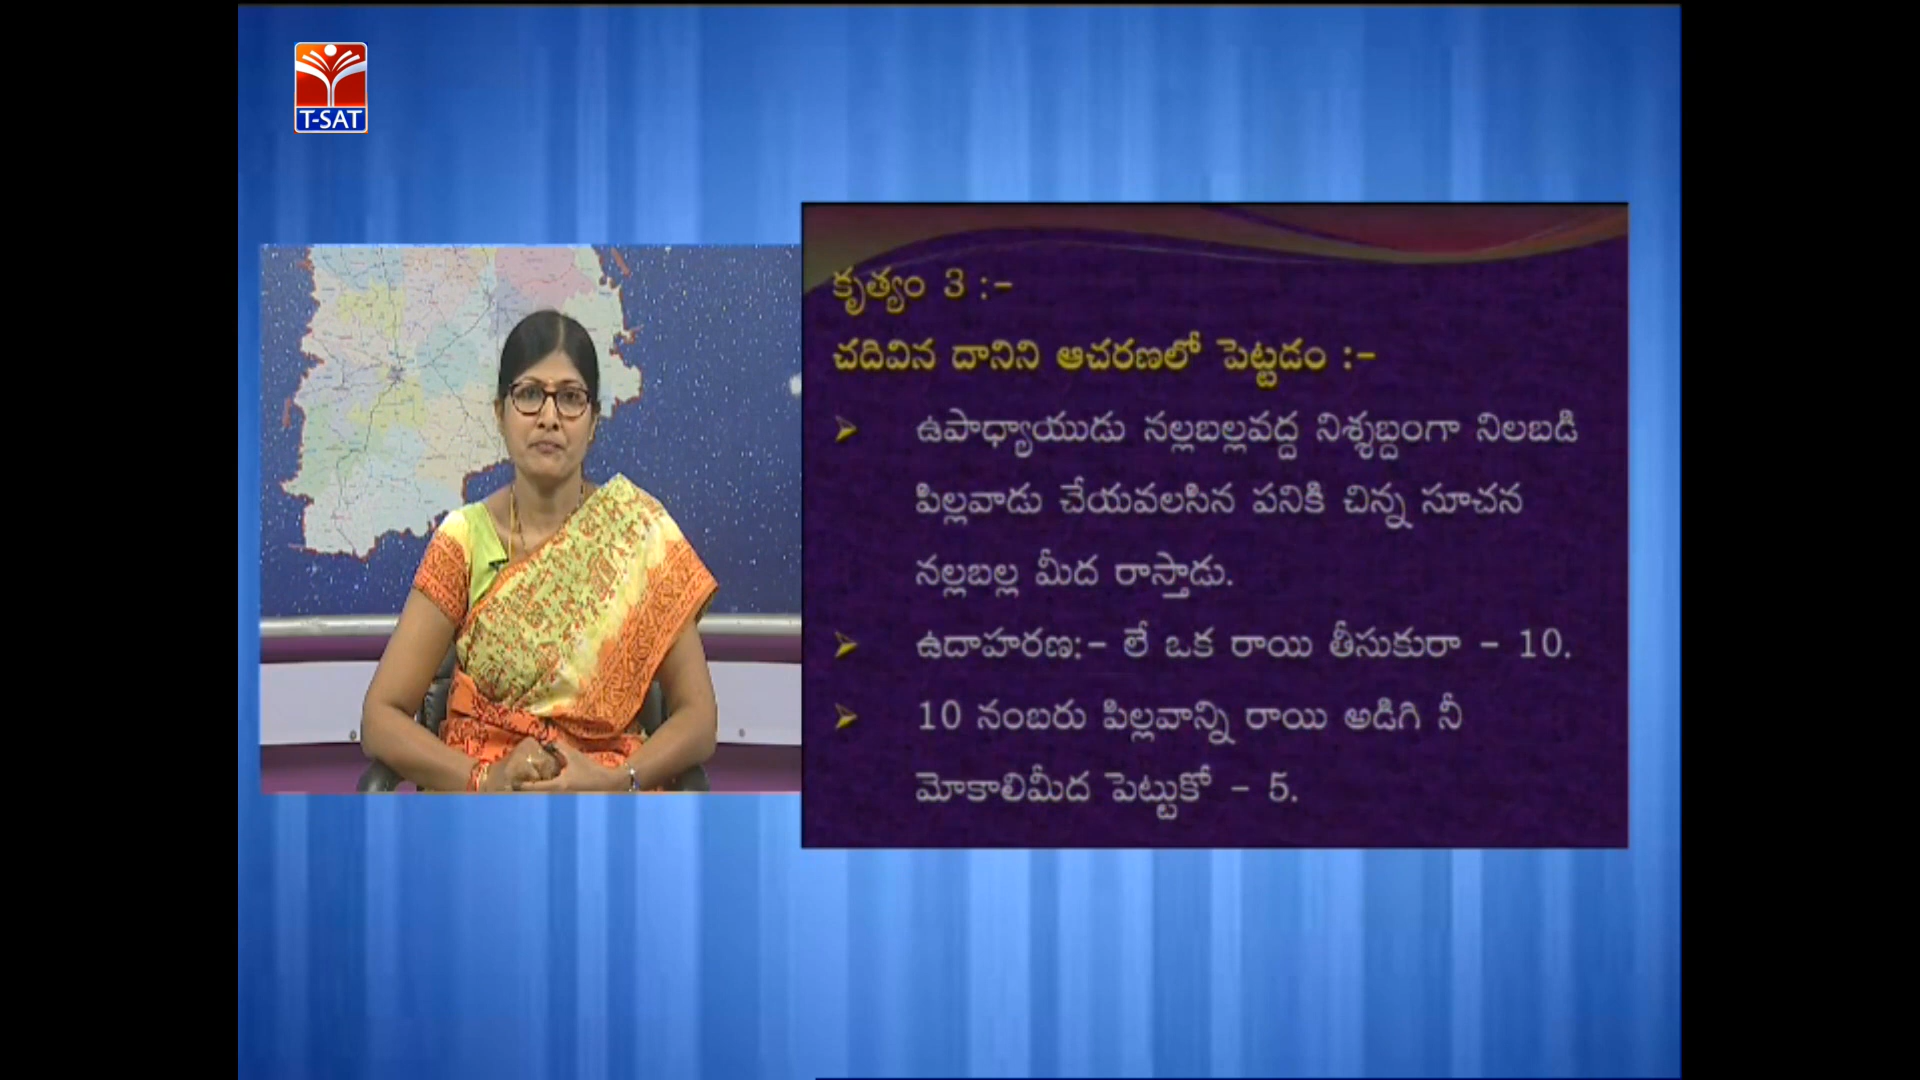 T-SAT
కృత్యం 3 :-
చదివిన దానిని ఆచరణలో పెట్టడం :-
ఉపాధ్యాయుడు నల్లబల్లవద్ద నిశ్శబ్దంగా నిలబడి
పిల్లవాడు చేయవలసిన పనికి చిన్న సూచన
నల్లబల్ల మీద రాస్తాడు.
ఉదాహరణ:- లే ఒక రాయి తీసుకురా - 10.
10 నంబరు పిల్లవాన్ని రాయి అడిగి నీ
మోకాలిమీద పెట్టుకో - 5.